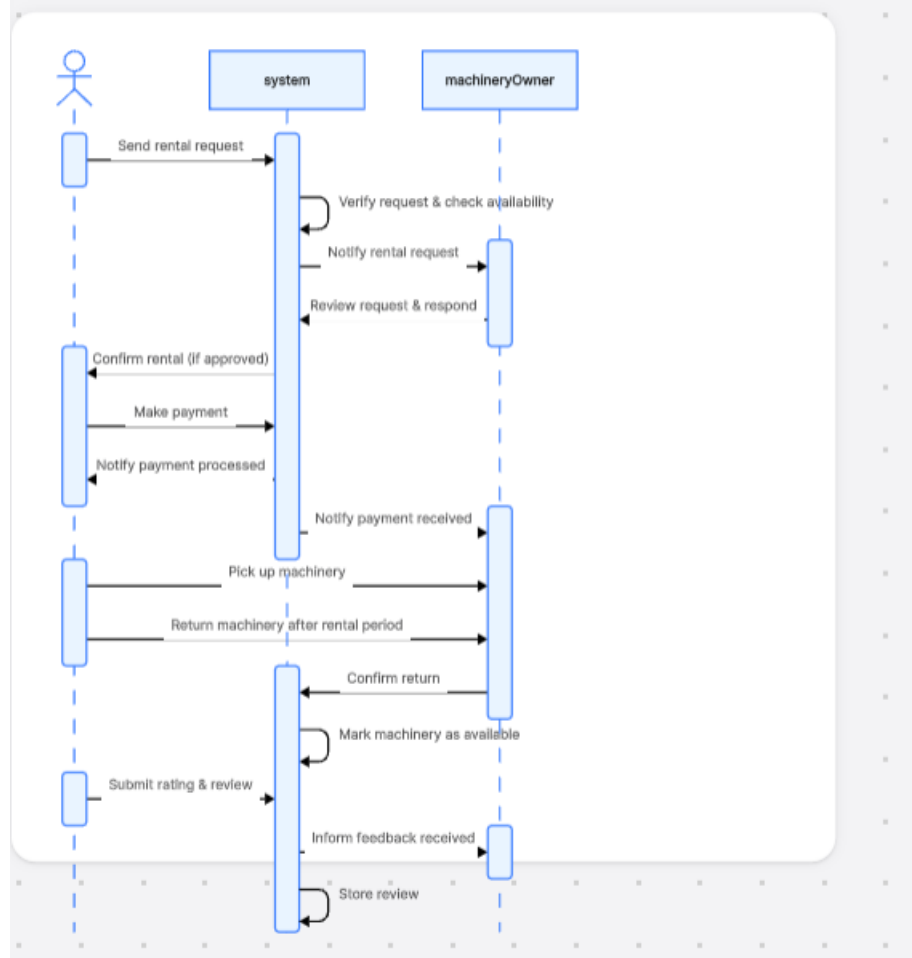 system
machineryOwner
Send rental request
Verify request & check availability
Notify rental request
Review request & respond
Confirm rental (if approved)
Make payment
Notify payment processed
Notify payment received
Pick up machinery
Return machinery after rental period
Confirm return
Mark machinery as available
Submit rating & review
Inform feedback received
Store review